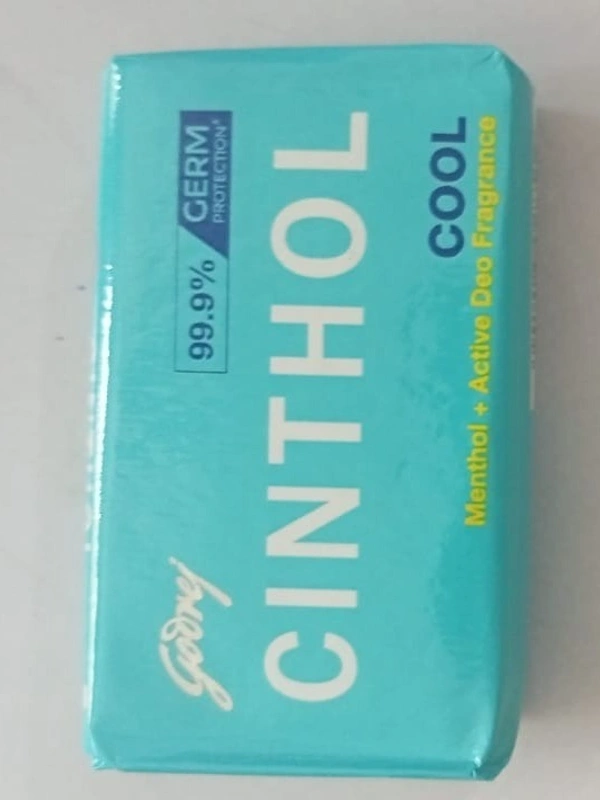 Godrej
99.9% GERM
PROTECTION*
CINTHOL
COOL
Menthol + Active Deo Fragrance